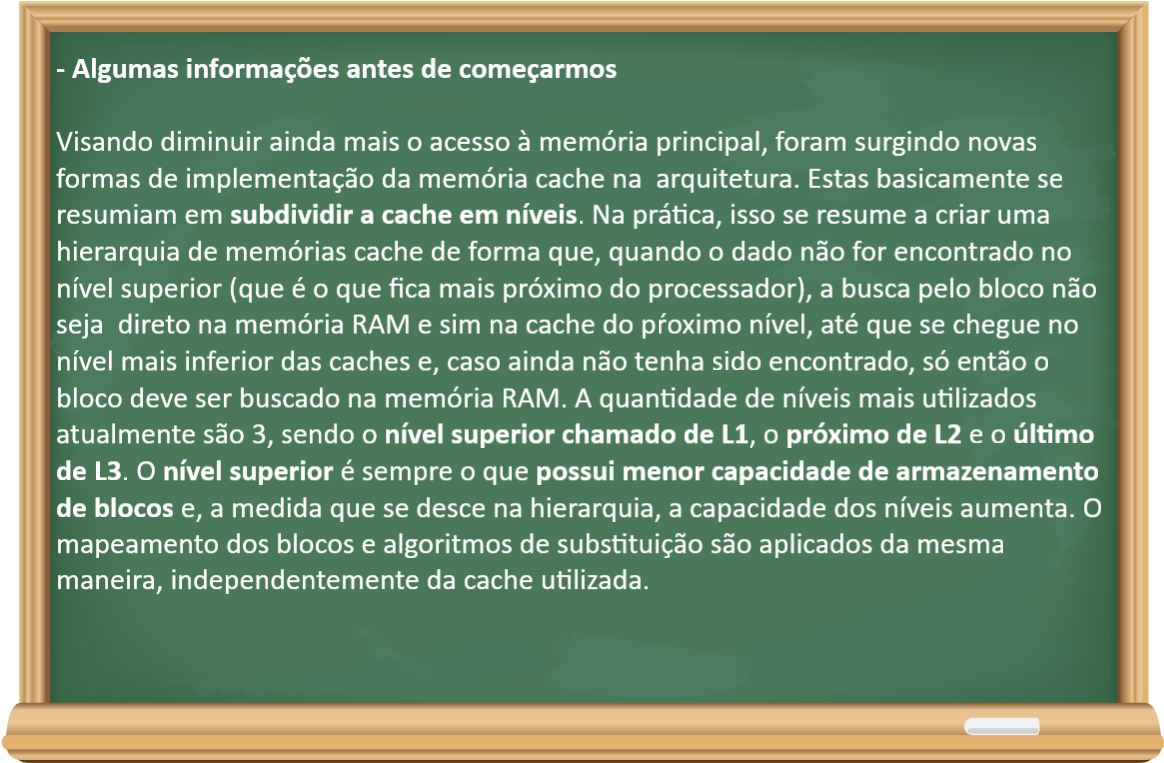 - Algumas informações antes de começarmos
Visando diminuir ainda mais o acesso à memória principal, foram surgindo novas
formas de implementação da memória cache na arquitetura. Estas basicamente se
resumiam em subdividir a cache em níveis. Na prática, isso se resume a criar uma
hierarquia de memórias cache de forma que, quando o dado não for encontrado no
nível superior (que é o que fica mais próximo do processador), a busca pelo bloco não
seja direto na memória RAM e sim na cache do pŕoximo nível, até que se chegue no
nível mais inferior das caches e, caso ainda não tenha sido encontrado, só então o
bloco deve ser buscado na memória RAM. A quantidade de níveis mais utilizados
atualmente são 3, sendo o nível superior chamado de L1, o próximo de L2 e o último
de L3. O nível superior é sempre o que possui menor capacidade de armazenamento
de blocos e, a medida que se desce na hierarquia, a capacidade dos níveis aumenta. O
mapeamento dos blocos e algoritmos de substituição são aplicados da mesma
maneira, independentemente da cache utilizada.